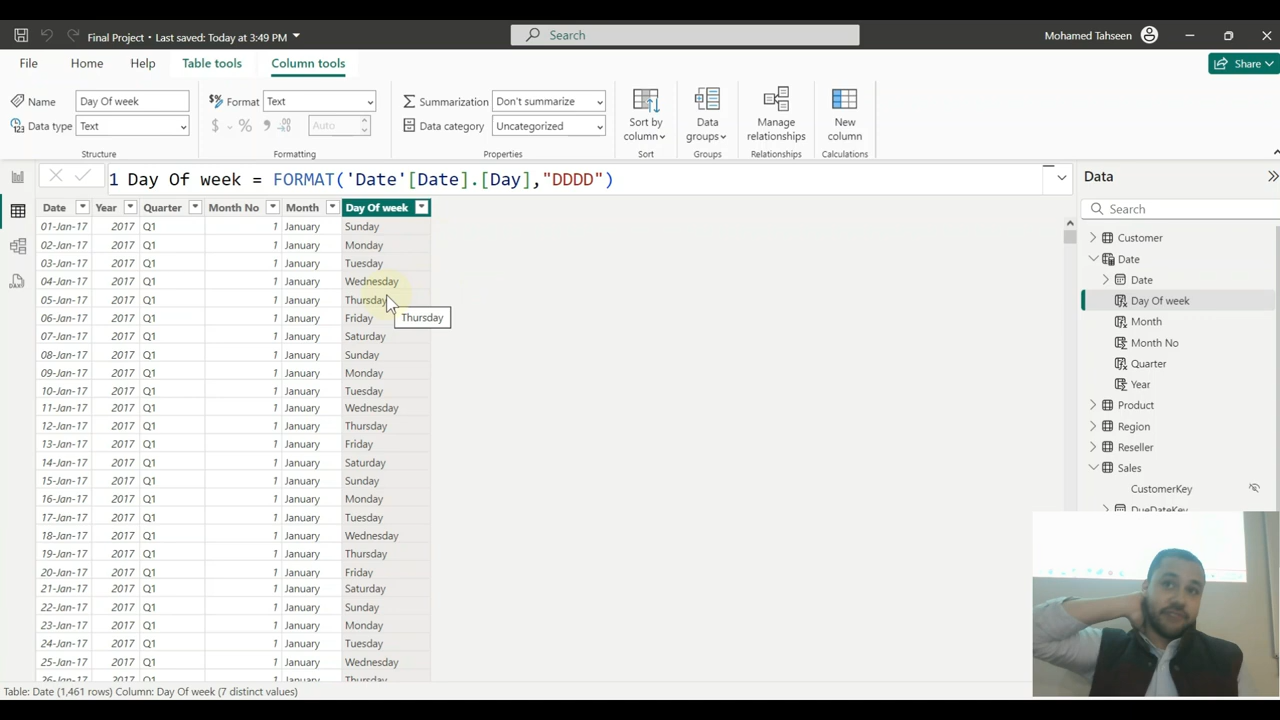 Final Project • Last saved: Today at 3:49 PM
Search
Mohamed Tahseen
File
Home
Help
Table tools
Column tools
Share
Name
Day Of week
Format
Text
Summarization
Don't summarize
Data type
Text
$
%
Auto
Data category
Uncategorized
Sort by
column
Data
groups
Manage
relationships
New
column
Structure
Formatting
Properties
Sort
Groups
Relationships
Calculations
1 Day Of week = FORMAT('Date'[Date].[Day],"DDDD")
Date Year Quarter Month No Month Day Of week
01-Jan-17 2017 Q1 1 January Sunday
02-Jan-17 2017 Q1 1 January Monday
03-Jan-17 2017 Q1 1 January Tuesday
04-Jan-17 2017 Q1 1 January Wednesday
05-Jan-17 2017 Q1 1 January Thursday
06-Jan-17 2017 Q1 1 January Friday
Thursday
07-Jan-17 2017 Q1 1 January Saturday
08-Jan-17 2017 Q1 1 January Sunday
09-Jan-17 2017 Q1 1 January Monday
10-Jan-17 2017 Q1 1 January Tuesday
11-Jan-17 2017 Q1 1 January Wednesday
12-Jan-17 2017 Q1 1 January Thursday
13-Jan-17 2017 Q1 1 January Friday
14-Jan-17 2017 Q1 1 January Saturday
15-Jan-17 2017 Q1 1 January Sunday
16-Jan-17 2017 Q1 1 January Monday
17-Jan-17 2017 Q1 1 January Tuesday
18-Jan-17 2017 Q1 1 January Wednesday
19-Jan-17 2017 Q1 1 January Thursday
20-Jan-17 2017 Q1 1 January Friday
21-Jan-17 2017 Q1 1 January Saturday
22-Jan-17 2017 Q1 1 January Sunday
23-Jan-17 2017 Q1 1 January Monday
24-Jan-17 2017 Q1 1 January Tuesday
25-Jan-17 2017 Q1 1 January Wednesday
26-Jan-17 2017 Q1 1 January Thursday
Data
Search
Customer
Date
Date
Day Of week
Month
Month No
Quarter
Year
Product
Region
Reseller
Sales
CustomerKey
DueDateKey
Table: Date (1,461 rows) Column: Day Of week (7 distinct values)